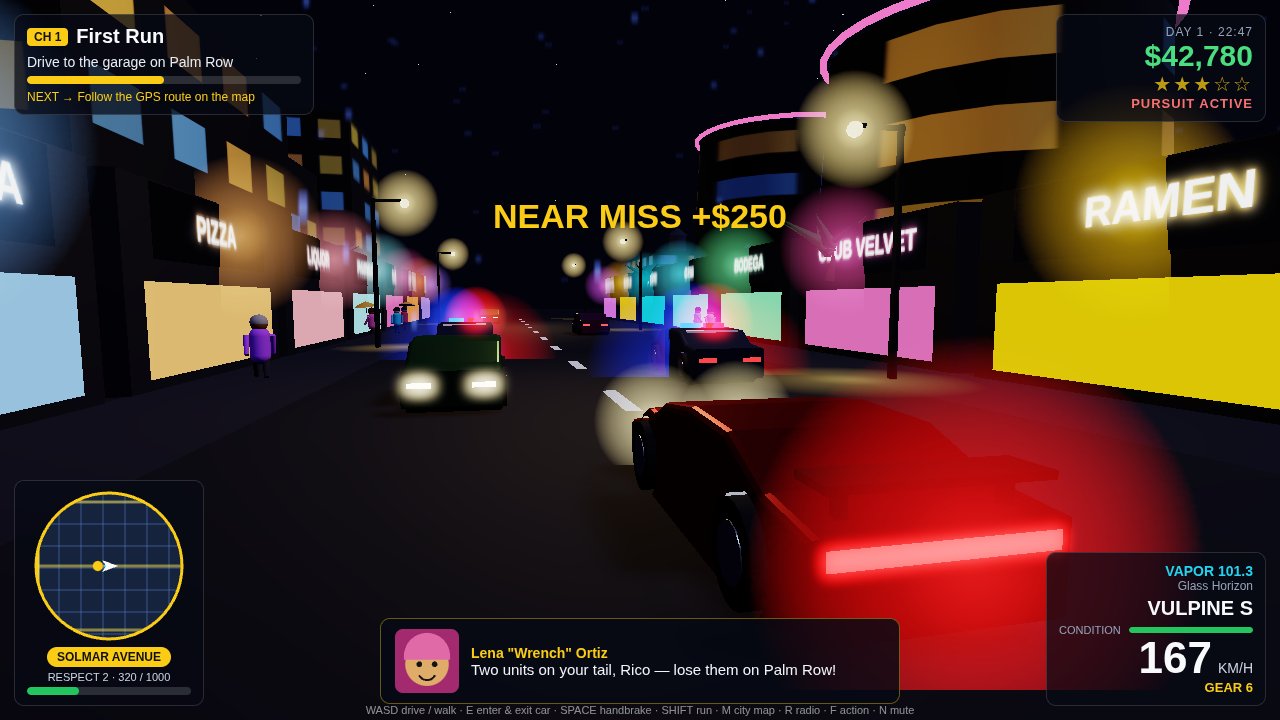 CH 1 First Run
Drive to the garage on Palm Row
NEXT → Follow the GPS route on the map
DAY 1 · 22:47
$42,780
★★★☆☆
PURSUIT ACTIVE
NEAR MISS +$250
PIZZA
LIQUOR
BODEGA
VELVET
RAMEN
SOLMAR AVENUE
RESPECT 2 · 320 / 1000
Lena "Wrench" Ortiz
Two units on your tail, Rico — lose them on Palm Row!
VAPOR 101.3
Glass Horizon
VULPINE S
CONDITION
167 KM/H
GEAR 6
WASD drive / walk · E enter & exit car · SPACE handbrake · SHIFT run · M city map · R radio · F action · N mute